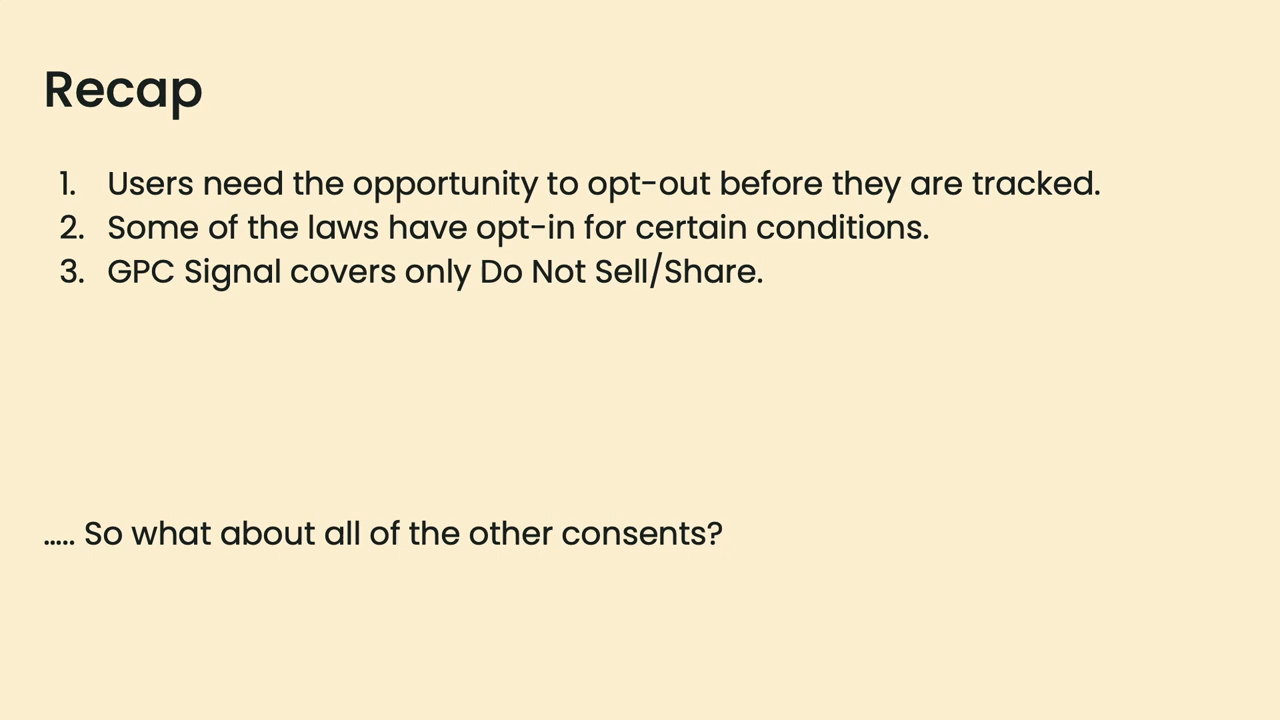 Recap
1. Users need the opportunity to opt-out before they are tracked.
2. Some of the laws have opt-in for certain conditions.
3. GPC Signal covers only Do Not Sell/Share.
..... So what about all of the other consents?